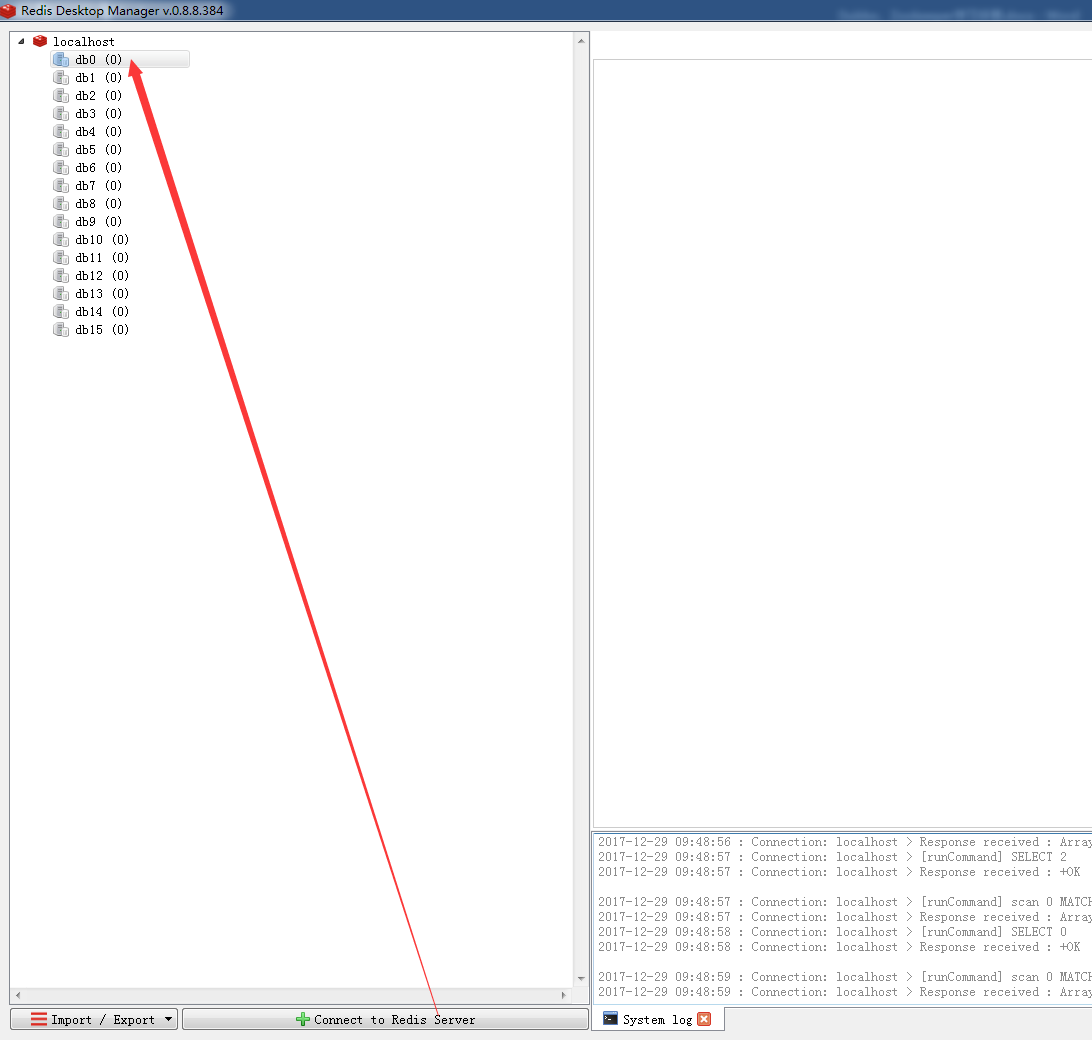 Redis Desktop Manager v.0.8.8.384
localhost
db0 (0)
db1 (0)
db2 (0)
db3 (0)
db4 (0)
db5 (0)
db6 (0)
db7 (0)
db8 (0)
db9 (0)
db10 (0)
db11 (0)
db12 (0)
db13 (0)
db14 (0)
db15 (0)
2017-12-29 09:48:56 : Connection: localhost > Response received : Array
2017-12-29 09:48:57 : Connection: localhost > [runCommand] SELECT 2
2017-12-29 09:48:57 : Connection: localhost > Response received : +OK
2017-12-29 09:48:57 : Connection: localhost > [runCommand] scan 0 MATCH
2017-12-29 09:48:57 : Connection: localhost > Response received : Array
2017-12-29 09:48:58 : Connection: localhost > [runCommand] SELECT 0
2017-12-29 09:48:58 : Connection: localhost > Response received : +OK
2017-12-29 09:48:59 : Connection: localhost > [runCommand] scan 0 MATCH
2017-12-29 09:48:59 : Connection: localhost > Response received : Array
Import / Export
Connect to Redis Server
System log